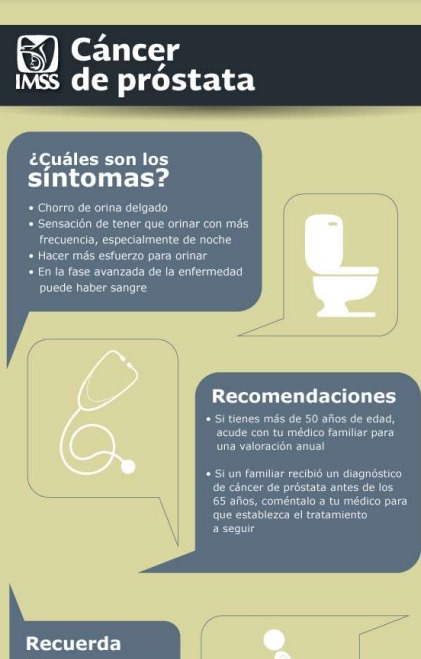 IMSS
Cáncer
de próstata
¿Cuáles son los
síntomas?
• Chorro de orina delgado
• Sensación de tener que orinar con más
frecuencia, especialmente de noche
• Hacer más esfuerzo para orinar
• En la fase avanzada de la enfermedad
puede haber sangre
Recomendaciones
• Si tienes más de 50 años de edad,
acude con tu médico familiar para
una valoración anual
• Si un familiar recibió un diagnóstico
de cáncer de próstata antes de los
65 años, coméntalo a tu médico para
que establezca el tratamiento
a seguir
Recuerda